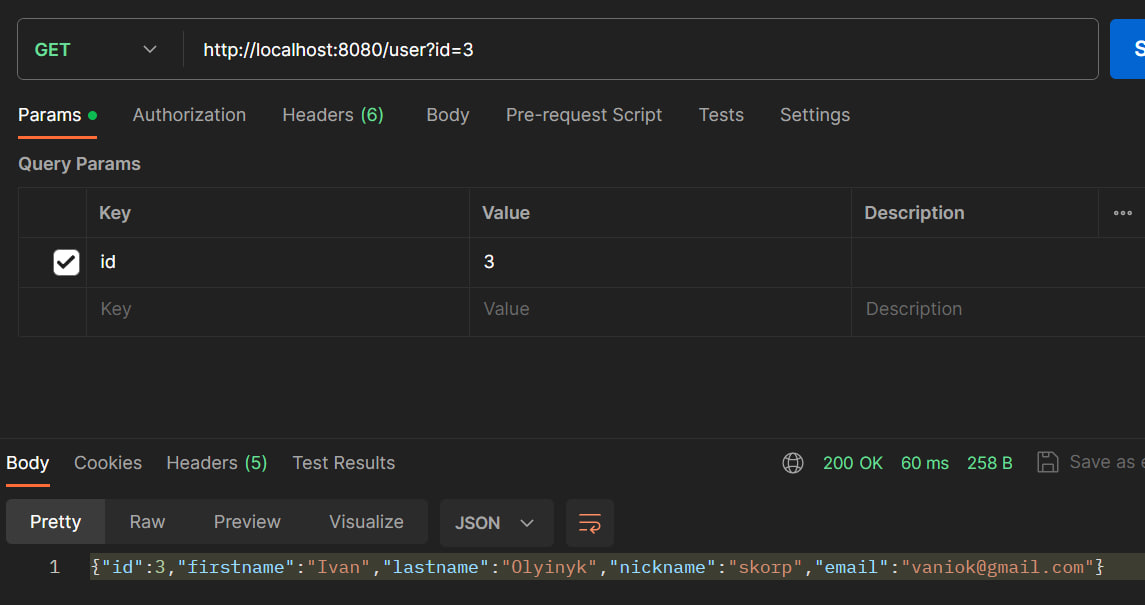 GET http://localhost:8080/user?id=3 S
Params Authorization Headers (6) Body Pre-request Script Tests Settings
Query Params
Key Value Description
id 3
Key Value Description
Body Cookies Headers (5) Test Results 200 OK 60 ms 258 B Save as e
Pretty Raw Preview Visualize JSON
1 {"id":3,"firstname":"Ivan","lastname":"Olyinyk","nickname":"skorp","email":"vaniok@gmail.com"}